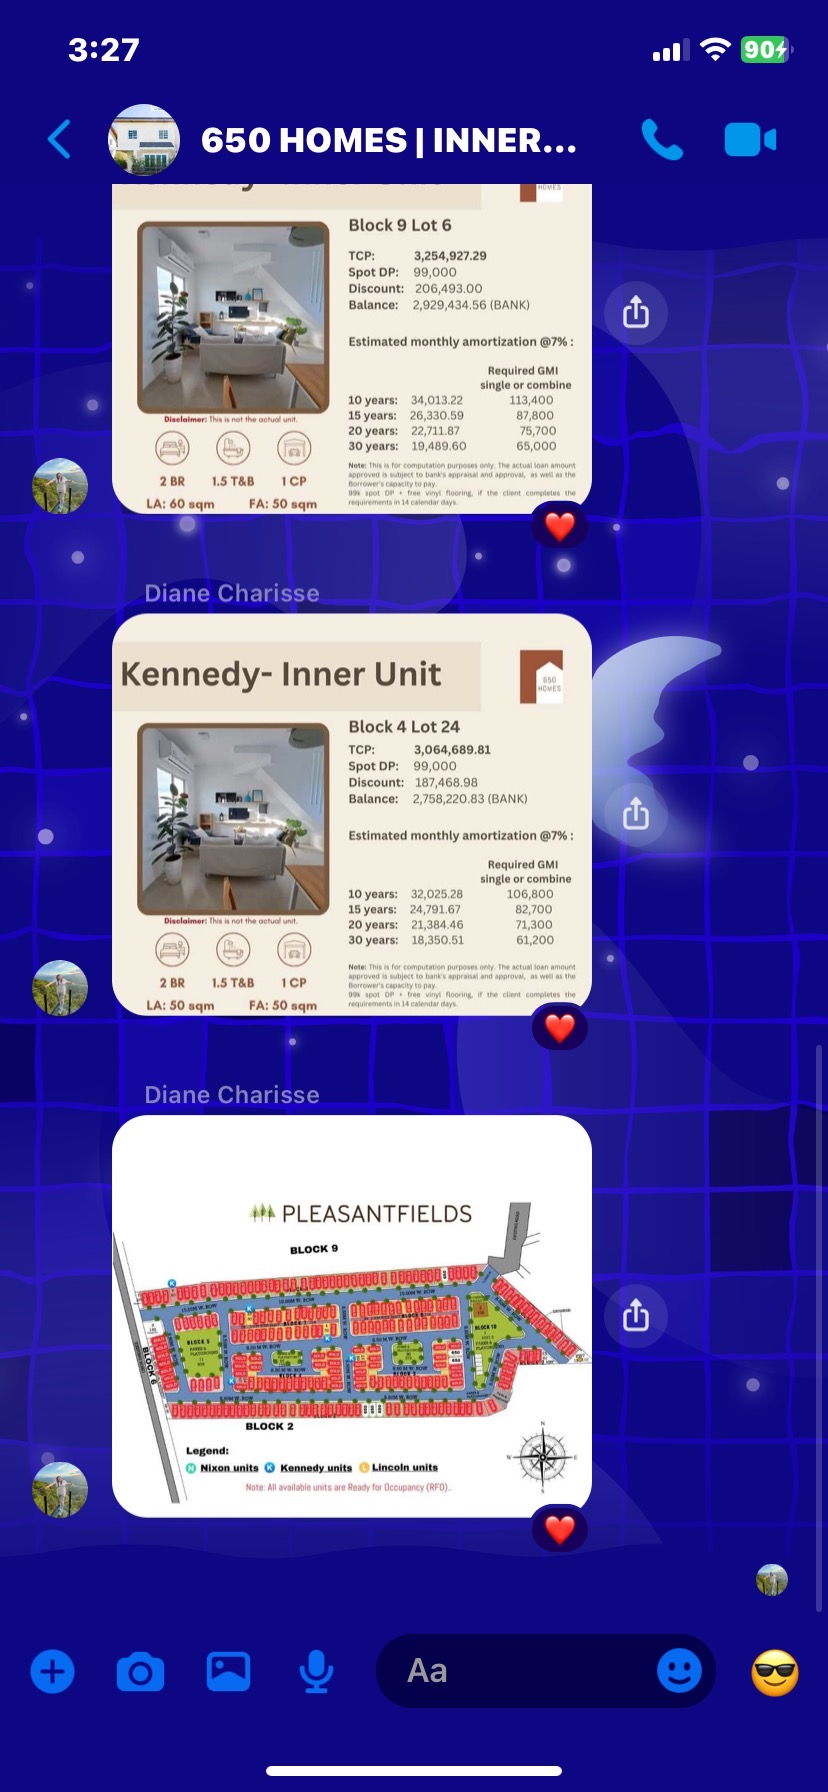 3:27
90
650 HOMES | INNER...
HOMES
Block 9 Lot 6
TCP: 3,254,927.29
Spot DP: 99,000
Discount: 206,493.00
Balance: 2,929,434.56 (BANK)
Estimated monthly amortization @7% :
Required GMI
single or combine
10 years: 34,013.22 113,400
15 years: 26,330.59 87,800
20 years: 22,711.87 75,700
30 years: 19,489.60 65,000
Disclaimer: This is not the actual unit.
2 BR 1.5 T&B 1 CP
LA: 60 sqm FA: 50 sqm
Note: This is for computation purposes only. The actual loan amount
approved is subject to bank's appraisal and approval, as well as the
Borrower's capacity to pay.
99k spot DP + free vinyl flooring, if the client completes the
requirements in 14 calendar days.
Diane Charisse
Kennedy- Inner Unit
650
HOMES
Block 4 Lot 24
TCP: 3,064,689.81
Spot DP: 99,000
Discount: 187,468.98
Balance: 2,758,220.83 (BANK)
Estimated monthly amortization @7% :
Required GMI
single or combine
10 years: 32,025.28 106,800
15 years: 24,791.67 82,700
20 years: 21,384.46 71,300
30 years: 18,350.51 61,200
Disclaimer: This is not the actual unit.
2 BR 1.5 T&B 1 CP
LA: 50 sqm FA: 50 sqm
Note: This is for computation purposes only. The actual loan amount
approved is subject to bank's appraisal and approval, as well as the
Borrower's capacity to pay.
99k spot DP + free vinyl flooring, if the client completes the
requirements in 14 calendar days.
Diane Charisse
PLEASANTFIELDS
BLOCK 9
BLOCK 5
BLOCK 10
BLOCK 6
BLOCK 2
Legend:
N Nixon units K Kennedy units L Lincoln units
Note: All available units are Ready for Occupancy (RFO)..
Aa